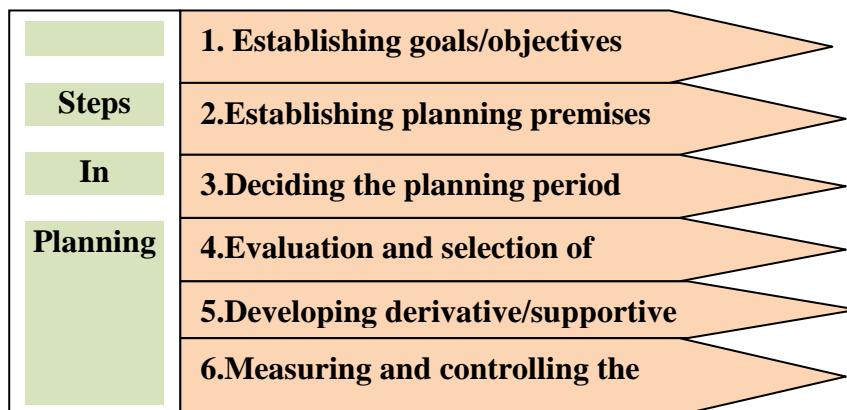 Steps
In
Planning
1. Establishing goals/objectives
2.Establishing planning premises
3.Deciding the planning period
4.Evaluation and selection of
5.Developing derivative/supportive
6.Measuring and controlling the